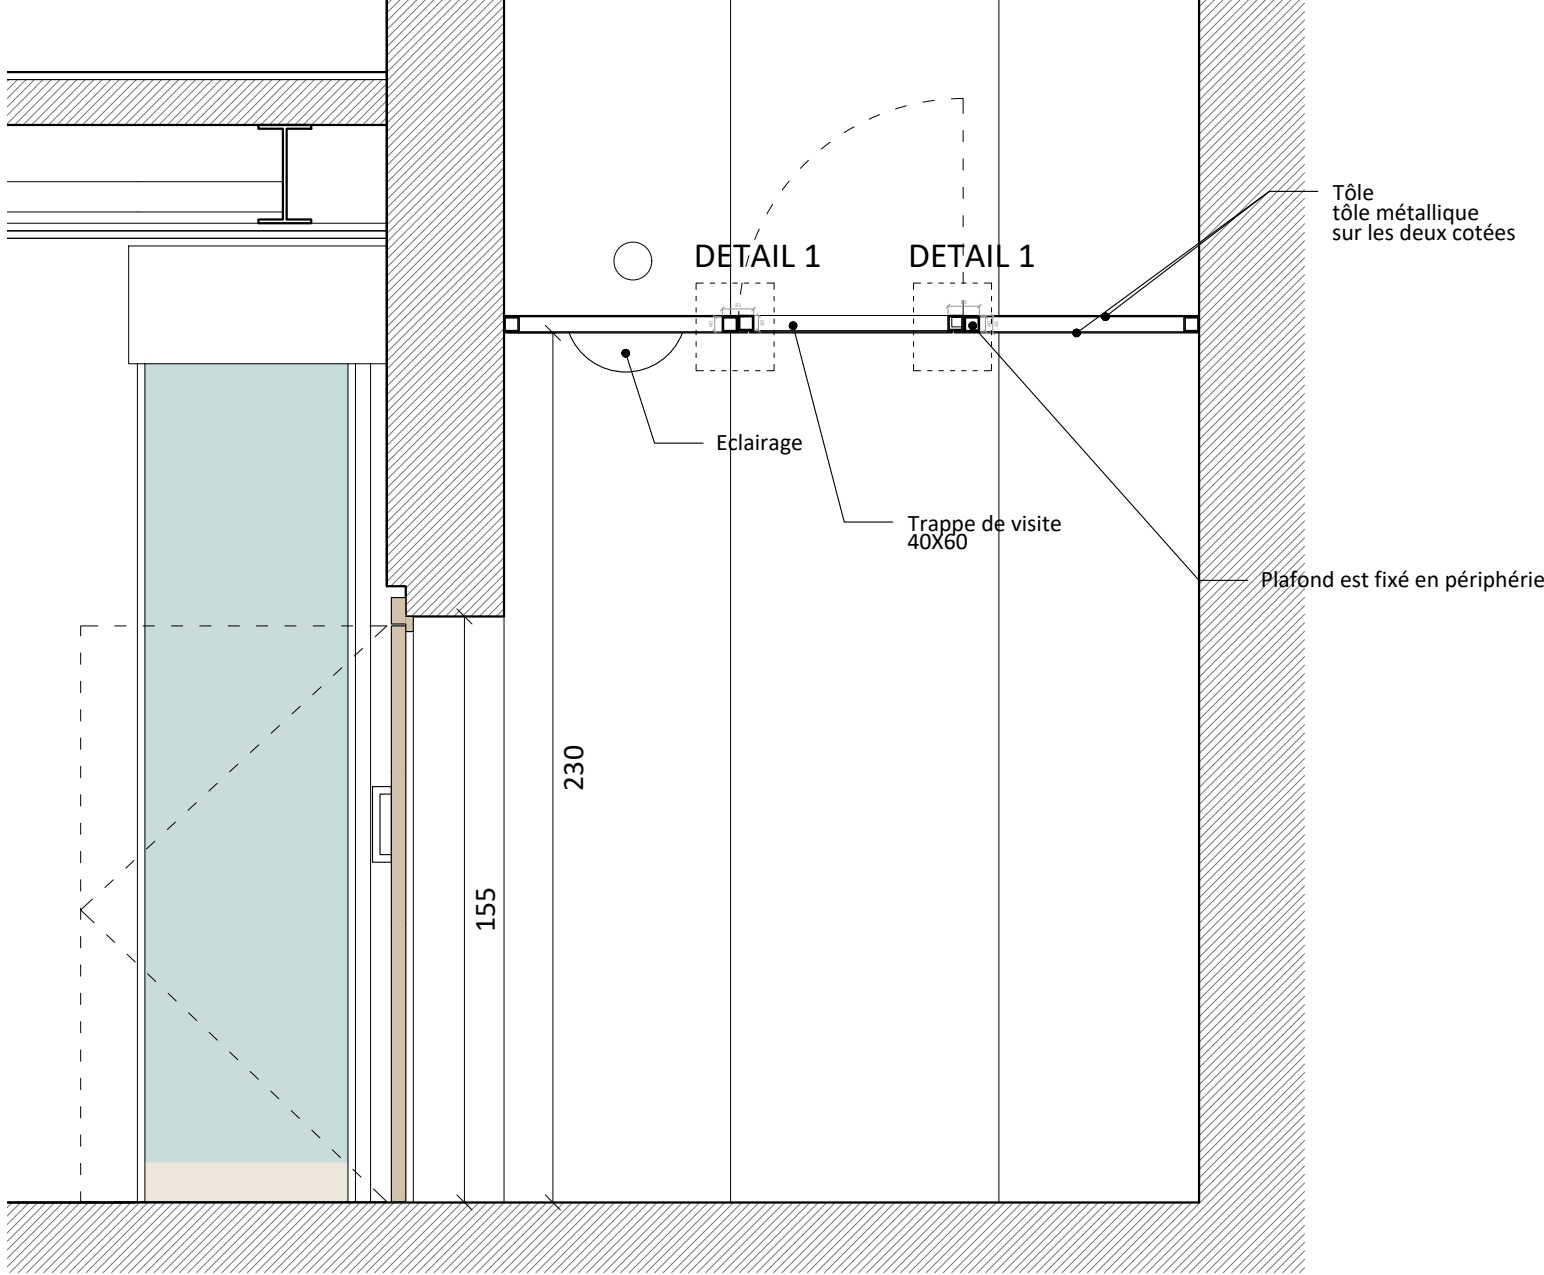 Tôle
tôle métallique
sur les deux cotées
DETAIL 1
DETAIL 1
Eclairage
Trappe de visite
40X60
Plafond est fixé en périphérie
230
155